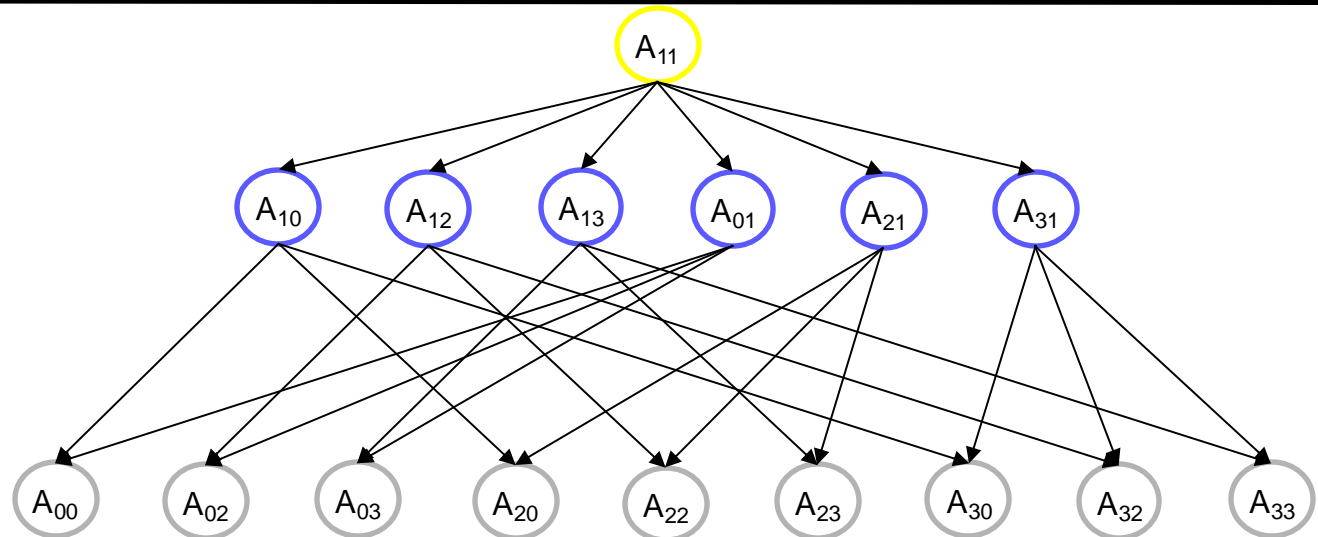 A₁₁
A₁₀ A₁₂ A₁₃ A₀₁ A₂₁ A₃₁
A₀₀ A₀₂ A₀₃ A₂₀ A₂₂ A₂₃ A₃₀ A₃₂ A₃₃